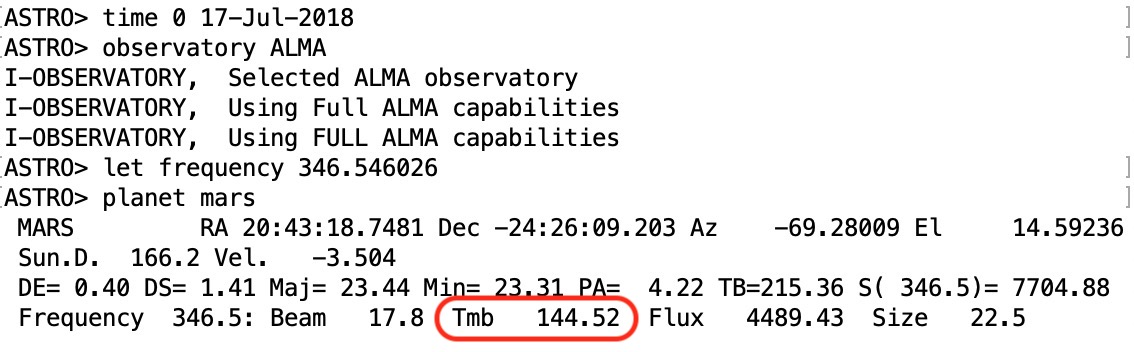 [ASTRO> time 0 17-Jul-2018 ]
[ASTRO> observatory ALMA ]
I-OBSERVATORY,  Selected ALMA observatory
I-OBSERVATORY,  Using Full ALMA capabilities
I-OBSERVATORY,  Using FULL ALMA capabilities
[ASTRO> let frequency 346.546026 ]
[ASTRO> planet mars ]
MARS RA 20:43:18.7481 Dec -24:26:09.203 Az -69.28009 El 14.59236
Sun.D. 166.2 Vel. -3.504
DE= 0.40 DS= 1.41 Maj= 23.44 Min= 23.31 PA= 4.22 TB=215.36 S( 346.5)= 7704.88
Frequency 346.5: Beam 17.8 Tmb 144.52 Flux 4489.43 Size 22.5